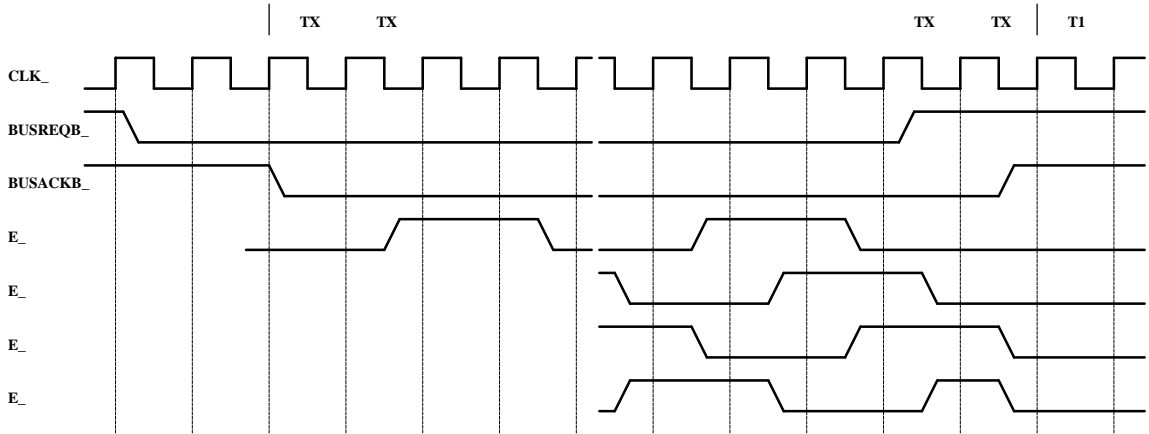 TX TX TX TX T1
CLK_
BUSREQB_
BUSACKB_
E_
E_
E_
E_